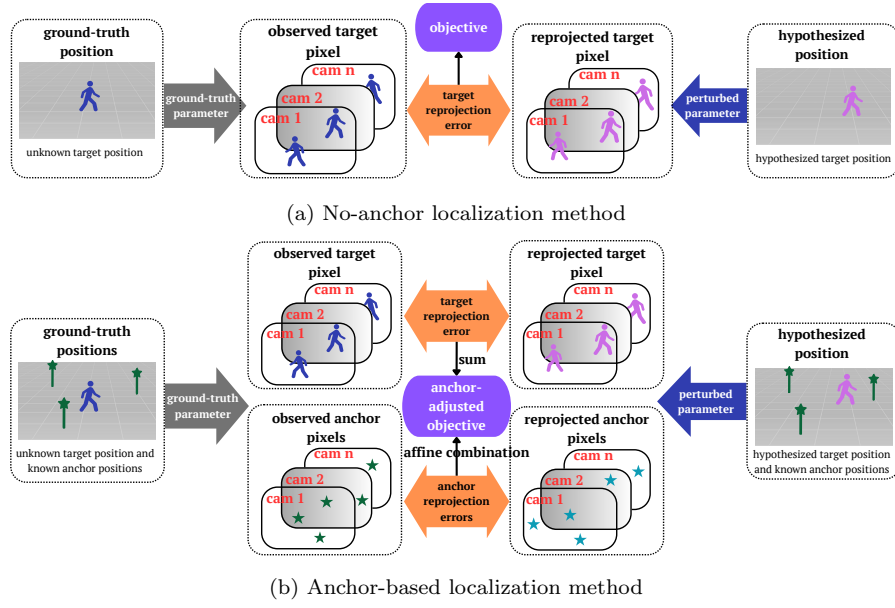 ground-truth
position
unknown target position
ground-truth
parameter
observed target
pixel
cam n
cam 2
cam 1
objective
target
reprojection
error
reprojected target
pixel
cam n
cam 2
cam 1
perturbed
parameter
hypothesized
position
hypothesized target position
(a) No-anchor localization method
ground-truth
positions
unknown target position and
known anchor positions
ground-truth
parameter
observed target
pixel
cam n
cam 2
cam 1
target
reprojection
error
sum
reprojected target
pixel
cam n
cam 2
cam 1
anchor-
adjusted
objective
observed anchor
pixels
cam n
cam 2
cam 1
affine combination
anchor
reprojection
errors
reprojected anchor
pixels
cam n
cam 2
cam 1
perturbed
parameter
hypothesized
position
hypothesized target position
and known anchor positions
(b) Anchor-based localization method